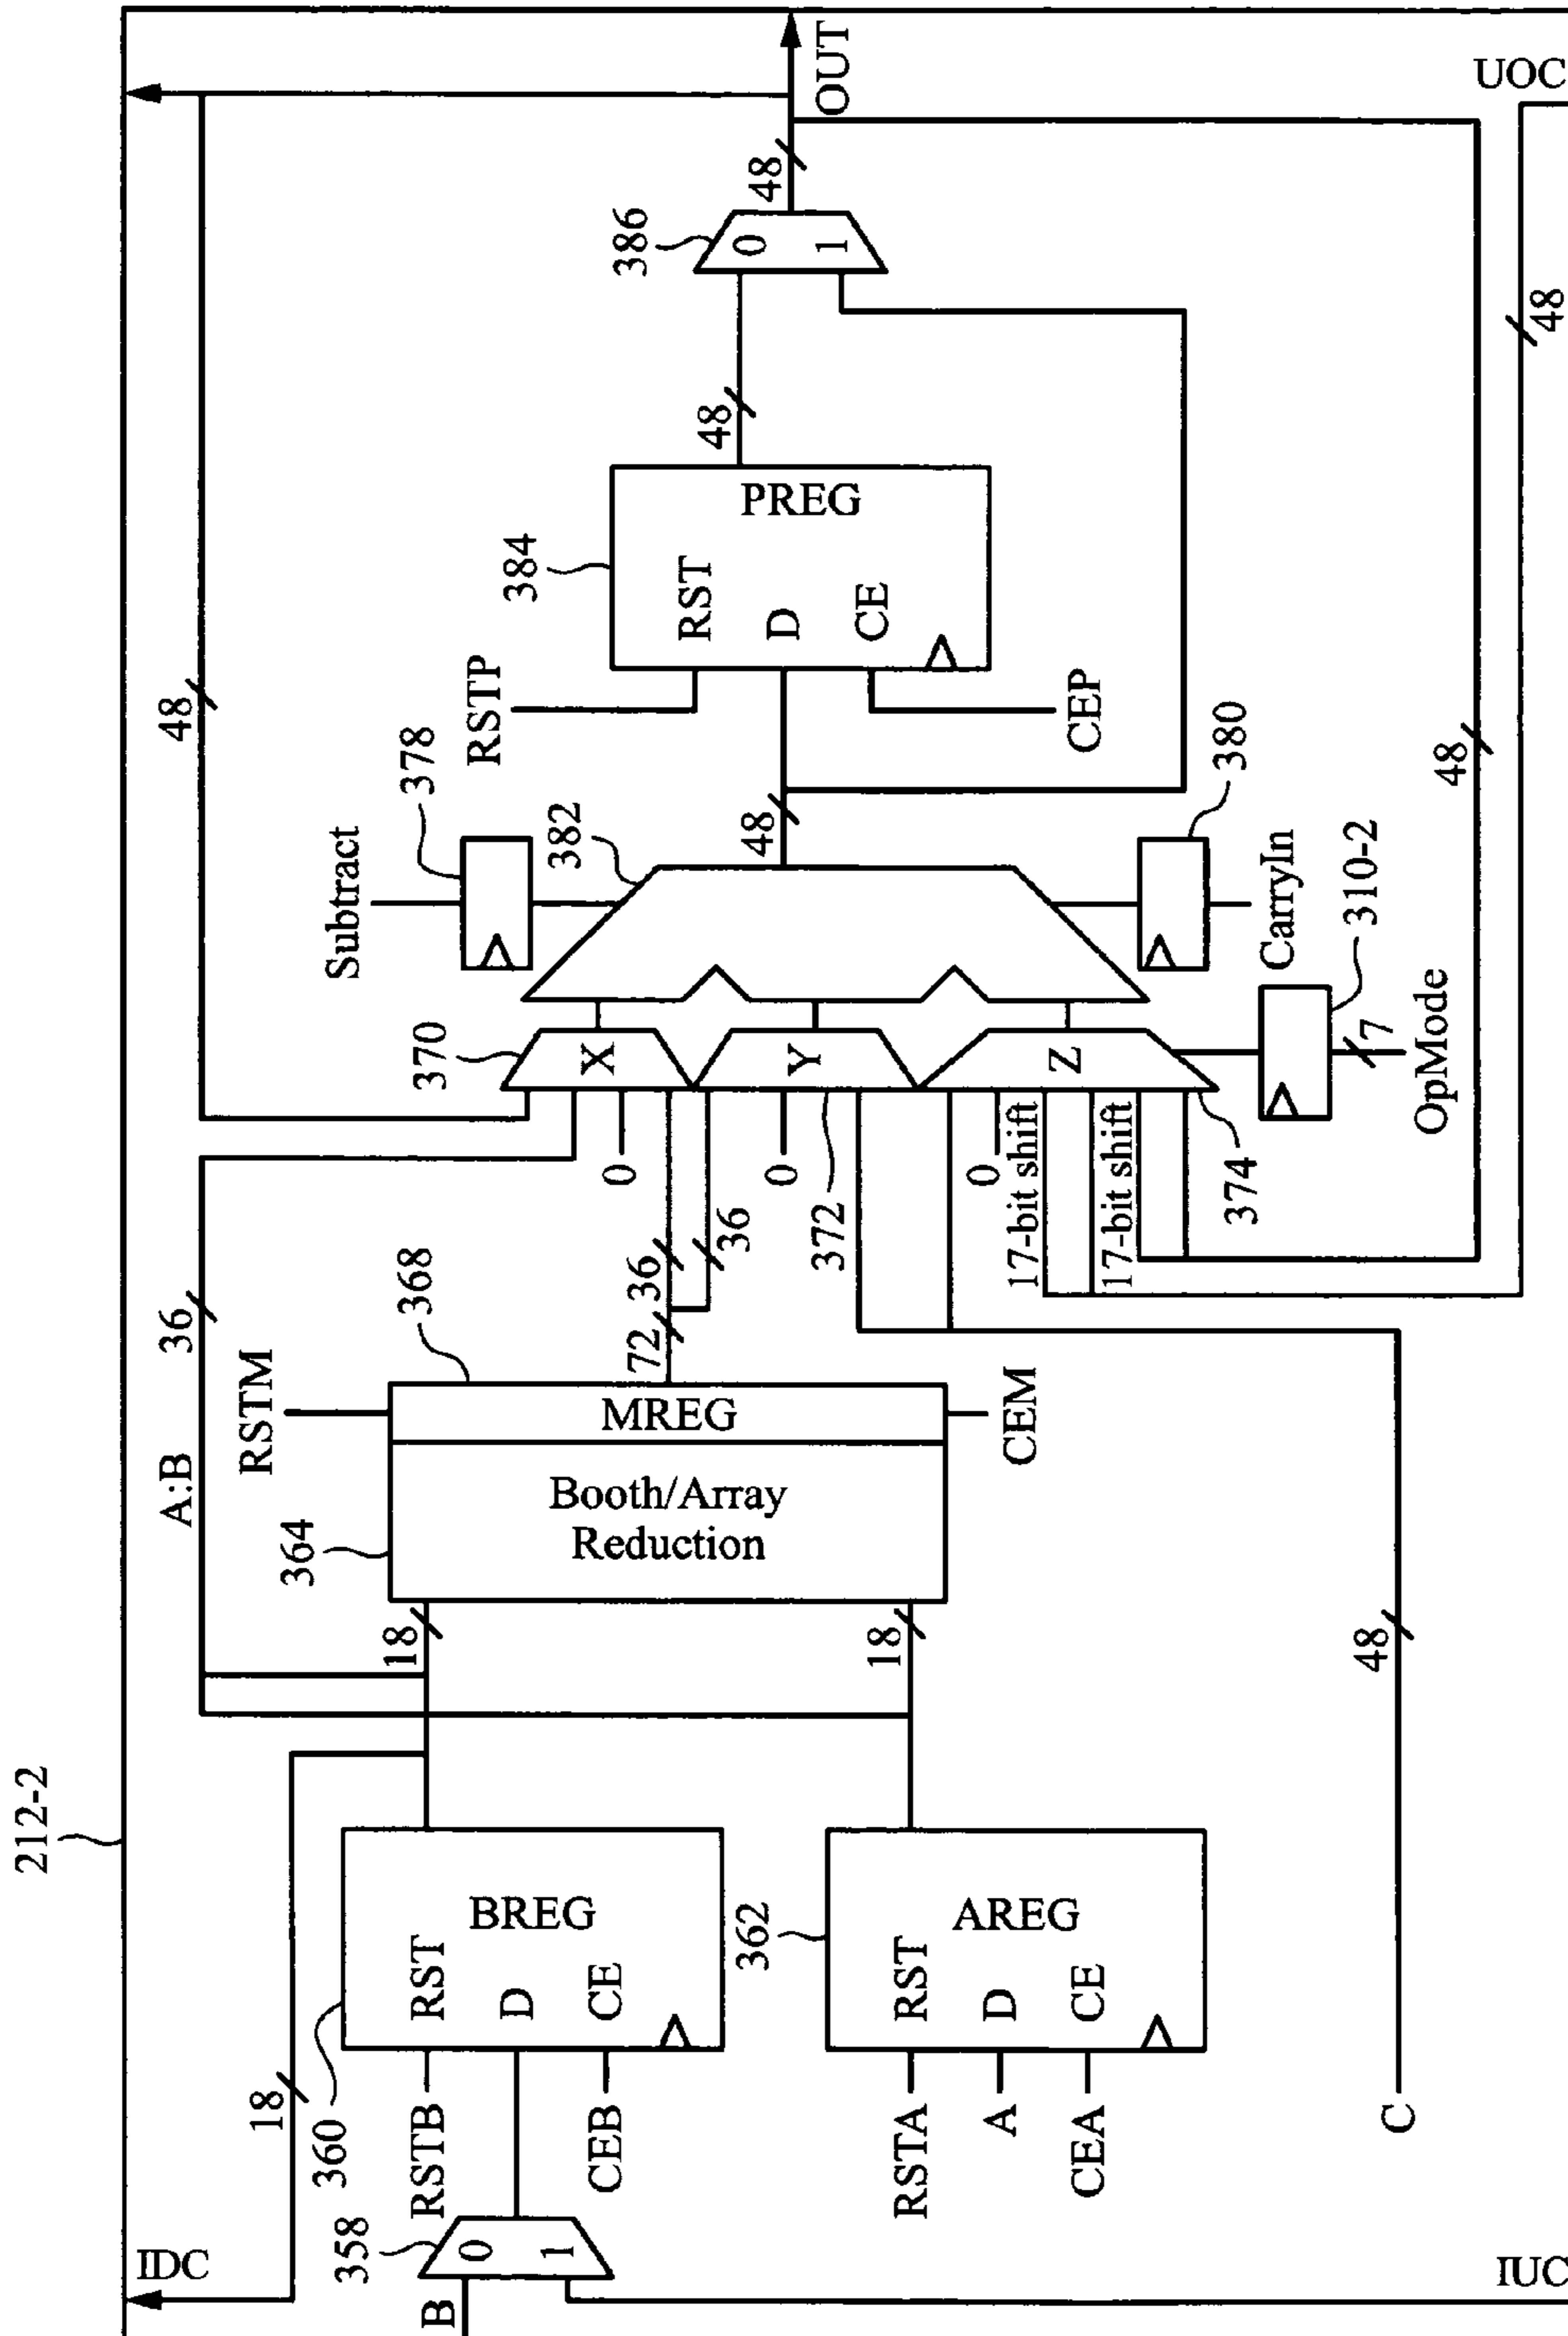 212-2
IDC
18
B
358
0
1
IUC
360
RSTB
CEB
BREG
RST
D
CE
RSTA
A
CEA
362
AREG
RST
D
CE
C
48
18
18
A:B
36
364
Booth/Array
Reduction
MREG
368
RSTM
CEM
72
36
36
0
0
372
0
17-bit shift
17-bit shift
374
370
X
Y
Z
OpMode
7
310-2
Subtract
378
382
CarryIn
380
48
48
48
RSTP
CEP
384
RST
D
CE
PREG
48
386
0
1
48
OUT
48
UOC